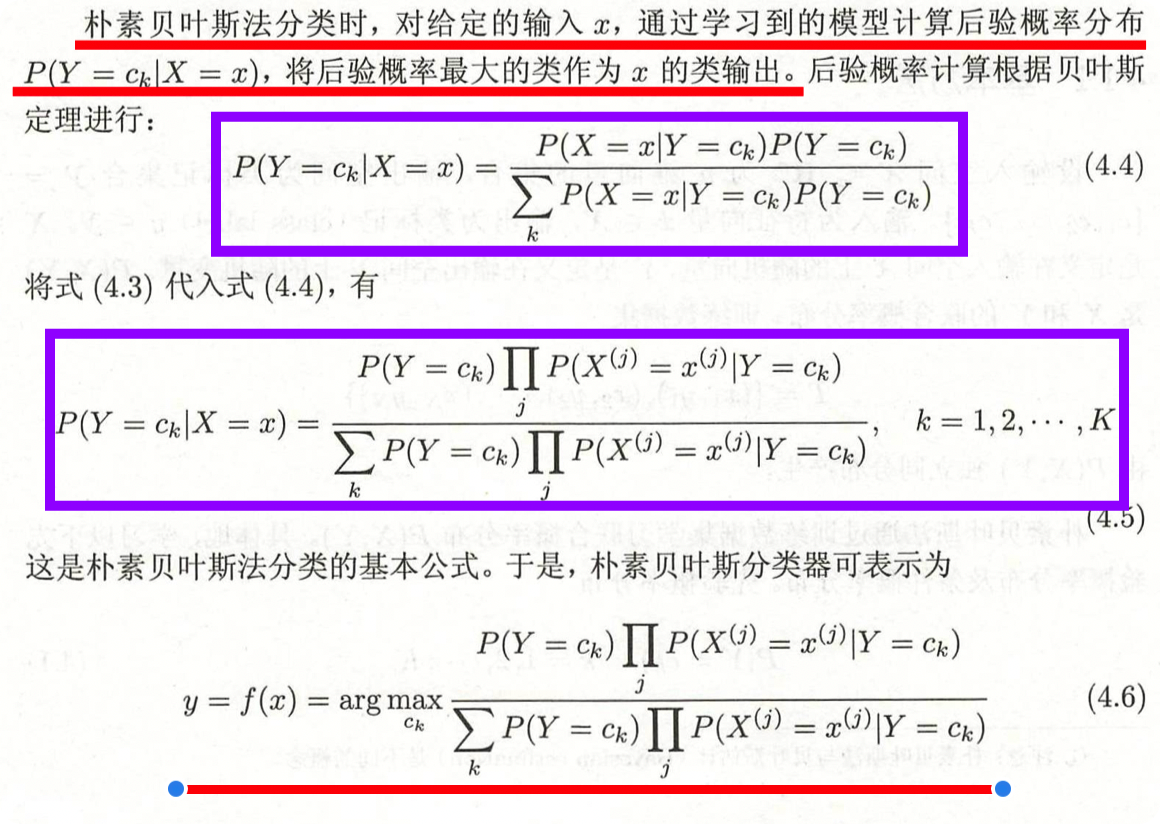 朴素贝叶斯法分类时，对给定的输入 x，通过学习到的模型计算后验概率分布
P(Y = c_k|X = x)，将后验概率最大的类作为 x 的类输出。后验概率计算根据贝叶斯
定理进行：
P(Y = c_k|X = x) = \frac{P(X = x|Y = c_k)P(Y = c_k)}{\sum_k P(X = x|Y = c_k)P(Y = c_k)} (4.4)
将式 (4.3) 代入式 (4.4)，有
P(Y = c_k|X = x) = \frac{P(Y = c_k)\prod_j P(X^{(j)} = x^{(j)}|Y = c_k)}{\sum_k P(Y = c_k)\prod_j P(X^{(j)} = x^{(j)}|Y = c_k)}, k = 1, 2, ⋯ , K
(4.5)
这是朴素贝叶斯法分类的基本公式。于是，朴素贝叶斯分类器可表示为
y = f(x) = \arg\max_{c_k} \frac{P(Y = c_k)\prod_j P(X^{(j)} = x^{(j)}|Y = c_k)}{\sum_k P(Y = c_k)\prod_j P(X^{(j)} = x^{(j)}|Y = c_k)} (4.6)